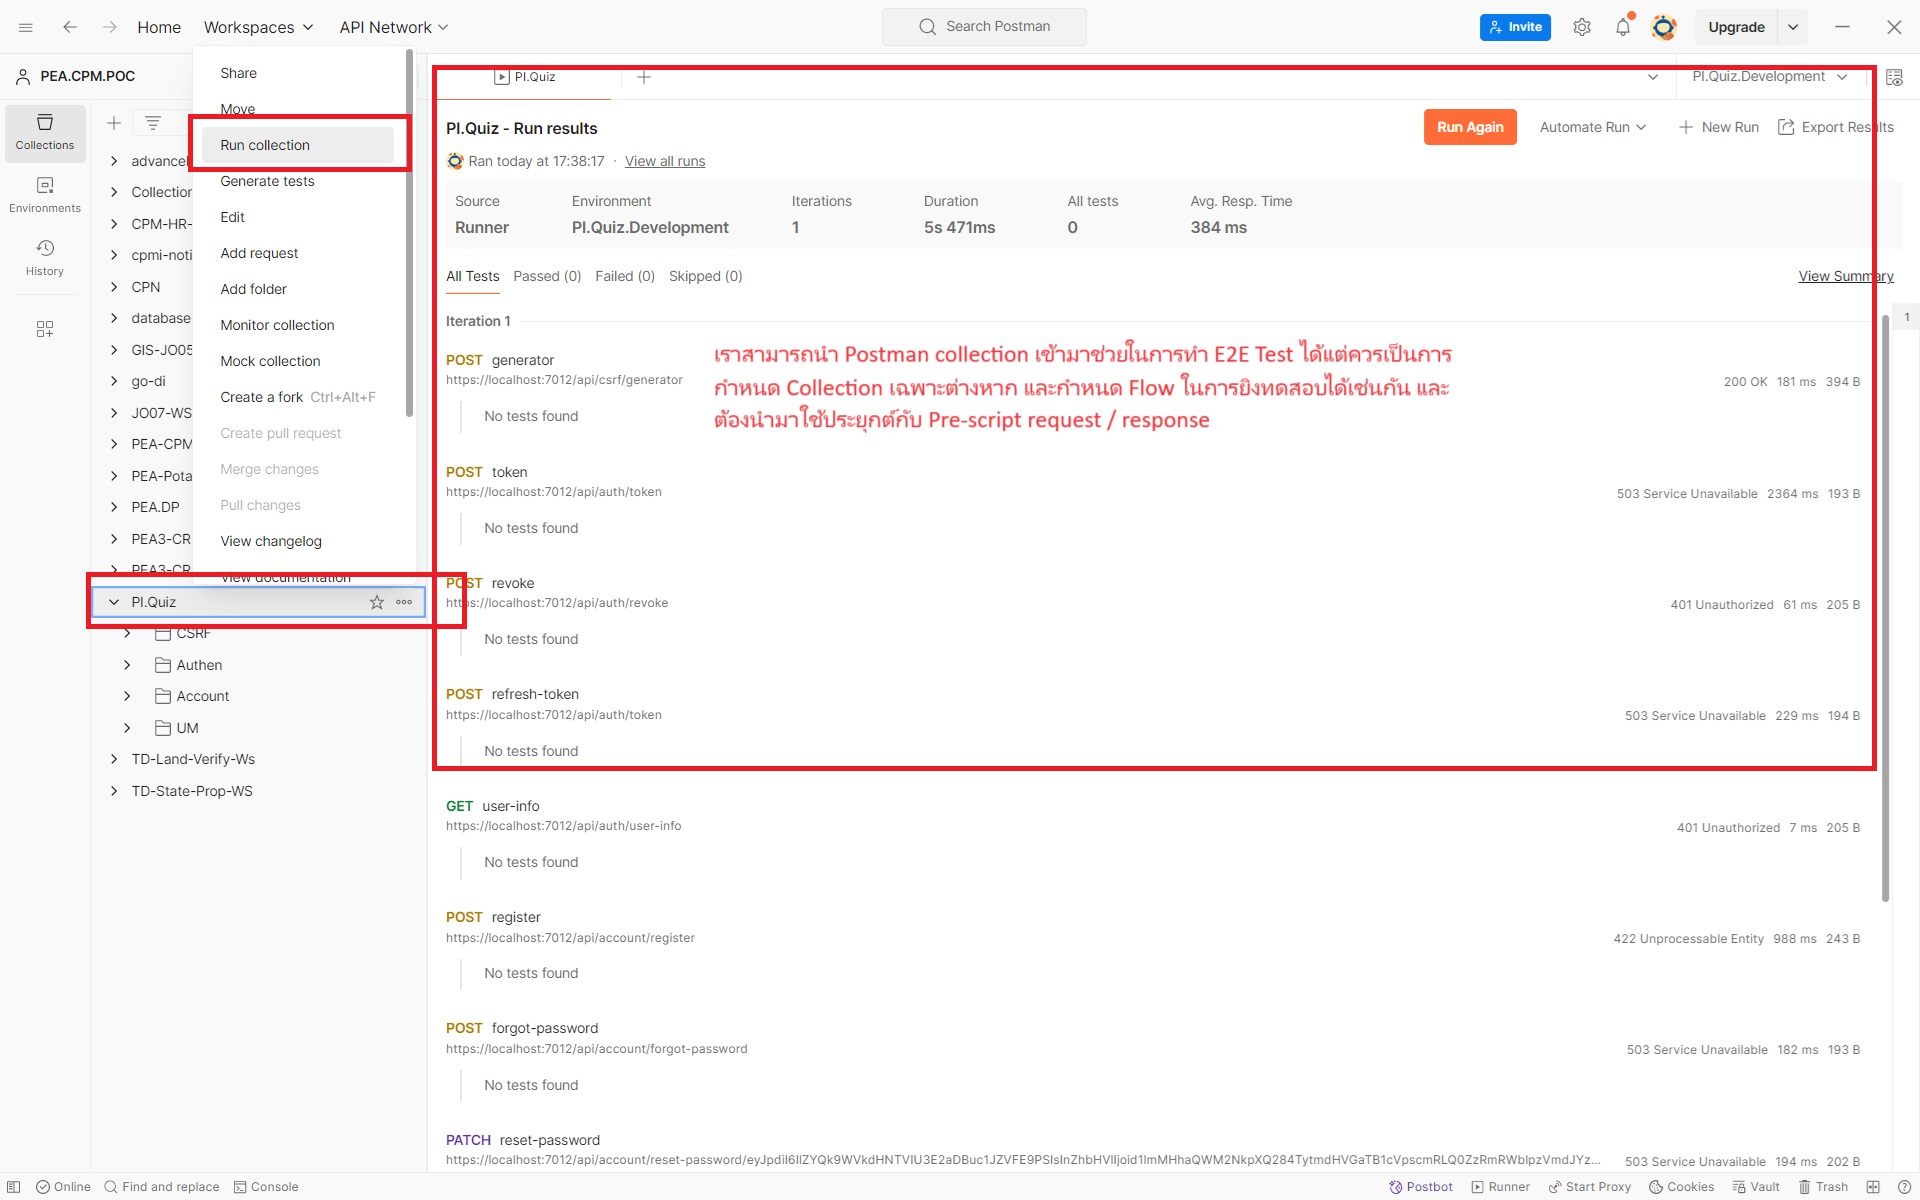 Home Workspaces API Network Search Postman Invite Upgrade
PEA.CPM.POC
Collections
Environments
History
Share
Move
Run collection
Generate tests
Edit
Add request
Add folder
Monitor collection
Mock collection
Create a fork Ctrl+Alt+F
Create pull request
Merge changes
Pull changes
View changelog
View documentation
Collection
CPM-HR-
cpmi-noti
CPN
database
GIS-JO05
go-di
JO07-WS
PEA-CPM
PEA-Pota
PEA.DP
PEA3-CR
PEA3-CR
PI.Quiz
CSRF
Authen
Account
UM
TD-Land-Verify-Ws
TD-State-Prop-WS
PI.Quiz PI.Quiz.Development
PI.Quiz - Run results Run Again Automate Run New Run Export Results
Ran today at 17:38:17 · View all runs
Source Environment Iterations Duration All tests Avg. Resp. Time
Runner PI.Quiz.Development 1 5s 471ms 0 384 ms
All Tests Passed (0) Failed (0) Skipped (0) View Summary
Iteration 1 1
เราสามารถนำ Postman collection เข้ามาช่วยในการทำ E2E Test ได้แต่ควรเป็นการ
กำหนด Collection เฉพาะต่างหาก และกำหนด Flow ในการยิงทดสอบได้เช่นกัน และ
ต้องนำมาใช้ประยุกต์กับ Pre-script request / response
POST generator
https://localhost:7012/api/csrf/generator 200 OK 181 ms 394 B
No tests found
POST token
https://localhost:7012/api/auth/token 503 Service Unavailable 2364 ms 193 B
No tests found
POST revoke
https://localhost:7012/api/auth/revoke 401 Unauthorized 61 ms 205 B
No tests found
POST refresh-token
https://localhost:7012/api/auth/token 503 Service Unavailable 229 ms 194 B
No tests found
GET user-info
https://localhost:7012/api/auth/user-info 401 Unauthorized 7 ms 205 B
No tests found
POST register
https://localhost:7012/api/account/register 422 Unprocessable Entity 988 ms 243 B
No tests found
POST forgot-password
https://localhost:7012/api/account/forgot-password 503 Service Unavailable 182 ms 193 B
No tests found
PATCH reset-password
503 Service Unavailable 194 ms 202 B
Online Find and replace Console Postbot Runner Start Proxy Cookies Vault Trash